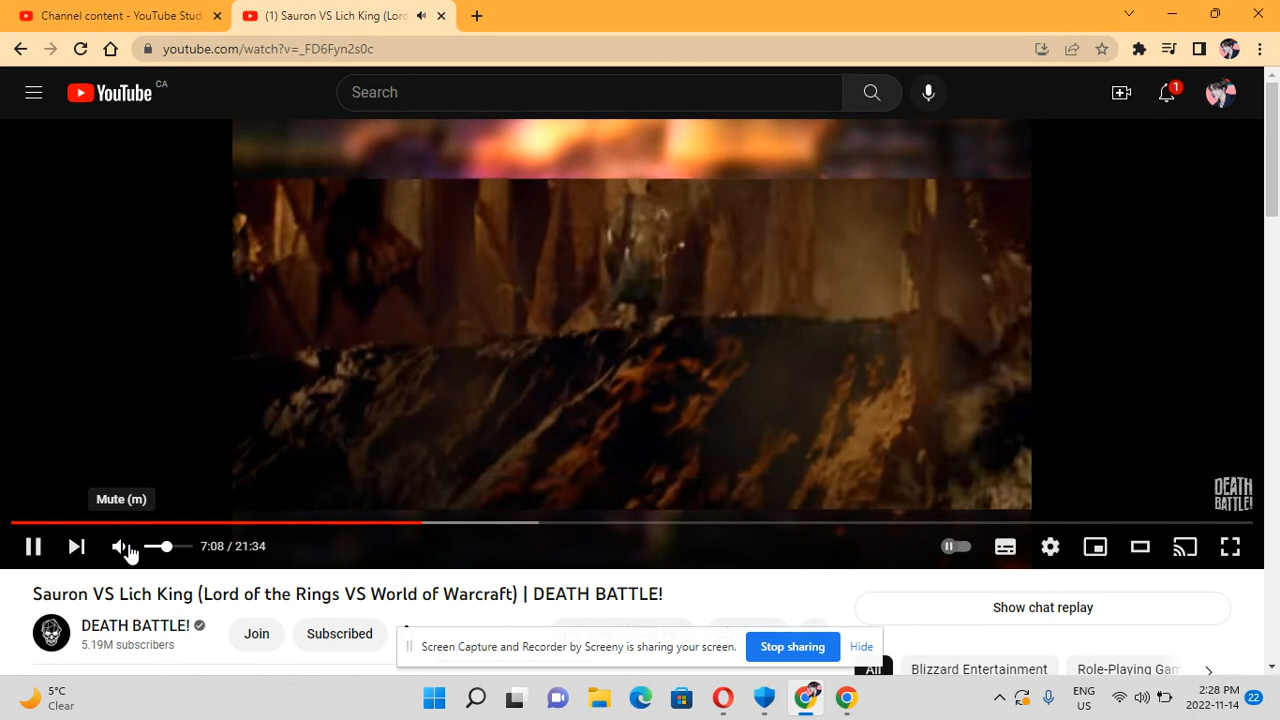 Channel content - YouTube Stud
(1) Sauron VS Lich King (Lord
youtube.com/watch?v=_FD6Fyn2s0c
YouTube CA
Search
1
DEATH BATTLE!
Mute (m)
7:08 / 21:34
Sauron VS Lich King (Lord of the Rings VS World of Warcraft) | DEATH BATTLE!
Show chat replay
DEATH BATTLE!
5.19M subscribers
Join
Subscribed
Screen Capture and Recorder by Screeny is sharing your screen.
Stop sharing
Hide
All
Blizzard Entertainment
Role-Playing Gam
5°C
Clear
ENG
US
2:28 PM
2022-11-14
22